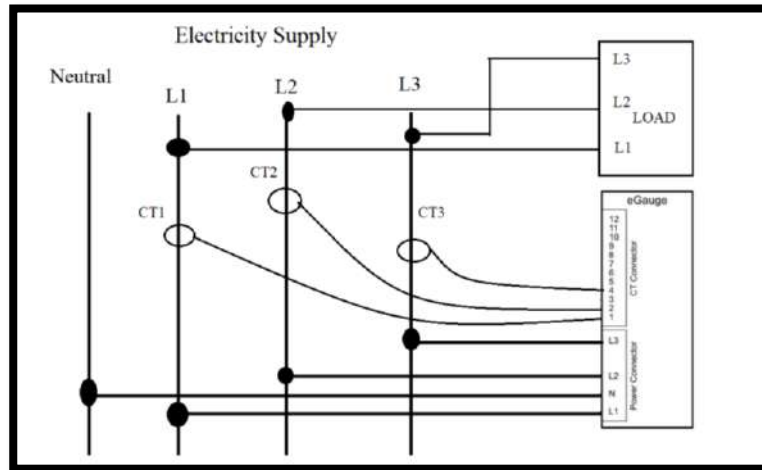 Electricity Supply
Neutral
L1
L2
L3
L3
L2
LOAD
L1
CT2
CT1
CT3
eGauge
12
11
10
9
8
7
6
5
4
3
2
1
CT Connector
L3
L2
N
L1
Power Connector